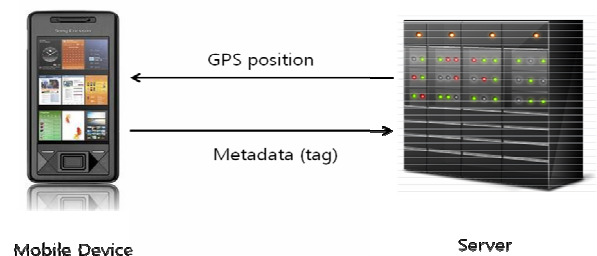 GPS position
Metadata (tag)
Mobile Device
Server